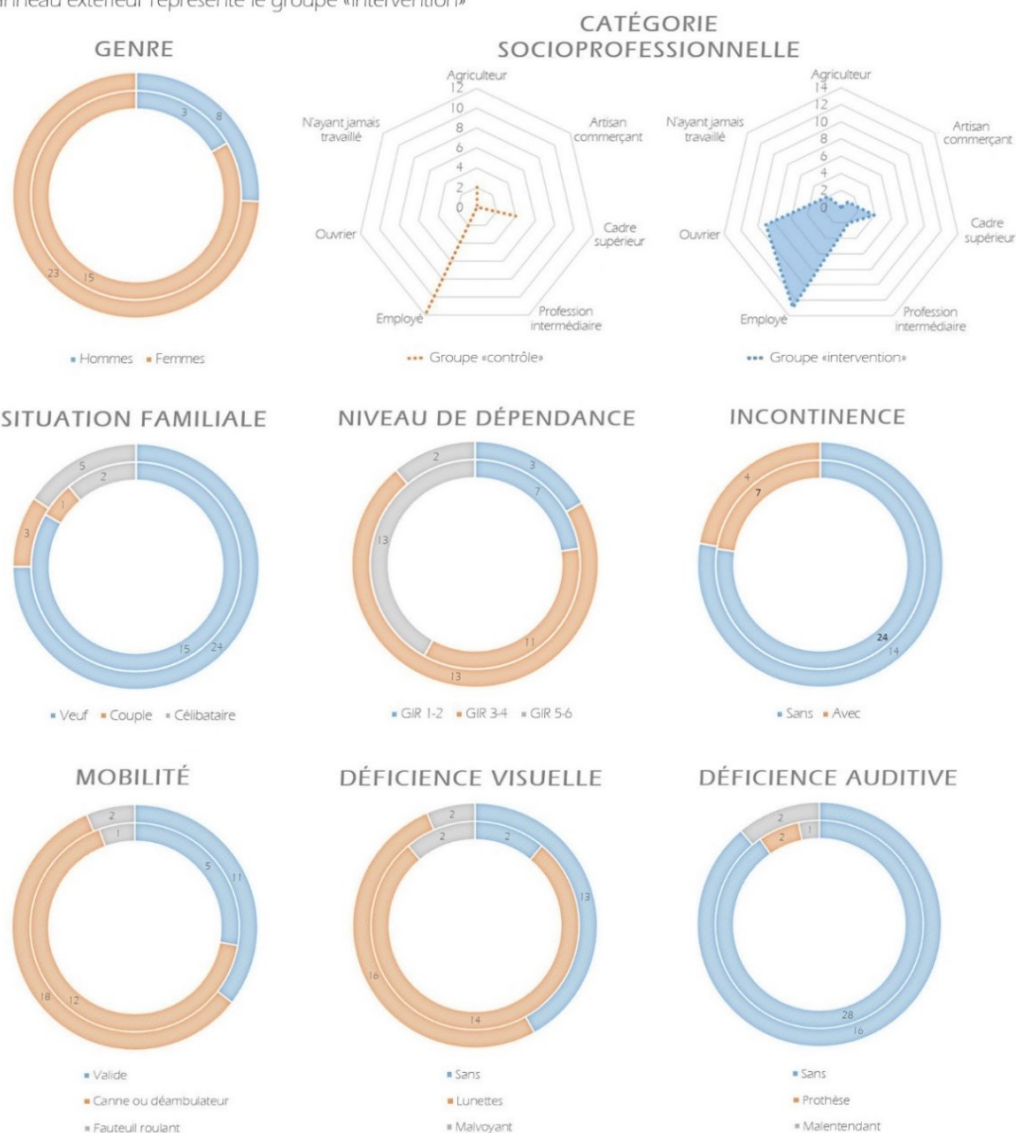 anneau extérieur représente le groupe «intervention»
GENRE
3
8
23
15
Hommes
Femmes
CATÉGORIE
SOCIOPROFESSIONNELLE
Agriculteur
12
10
8
6
4
2
0
N'ayant jamais
travaillé
Artisan
commerçant
Ouvrier
Cadre
supérieur
Employé
Profession
intermédiaire
Groupe «contrôle»
Agriculteur
14
12
10
8
6
4
2
0
N'ayant jamais
travaillé
Artisan
commerçant
Ouvrier
Cadre
supérieur
Employé
Profession
intermédiaire
Groupe «intervention»
SITUATION FAMILIALE
5
2
1
3
15
24
Veuf
Couple
Célibataire
NIVEAU DE DÉPENDANCE
2
3
7
13
11
13
GIR 1-2
GIR 3-4
GIR 5-6
INCONTINENCE
4
7
24
14
Sans
Avec
MOBILITÉ
2
1
5
11
18
12
Valide
Canne ou déambulateur
Fauteuil roulant
DÉFICIENCE VISUELLE
2
2
2
13
16
14
Sans
Lunettes
Malvoyant
DÉFICIENCE AUDITIVE
2
2
1
28
16
Sans
Prothèse
Malentendant